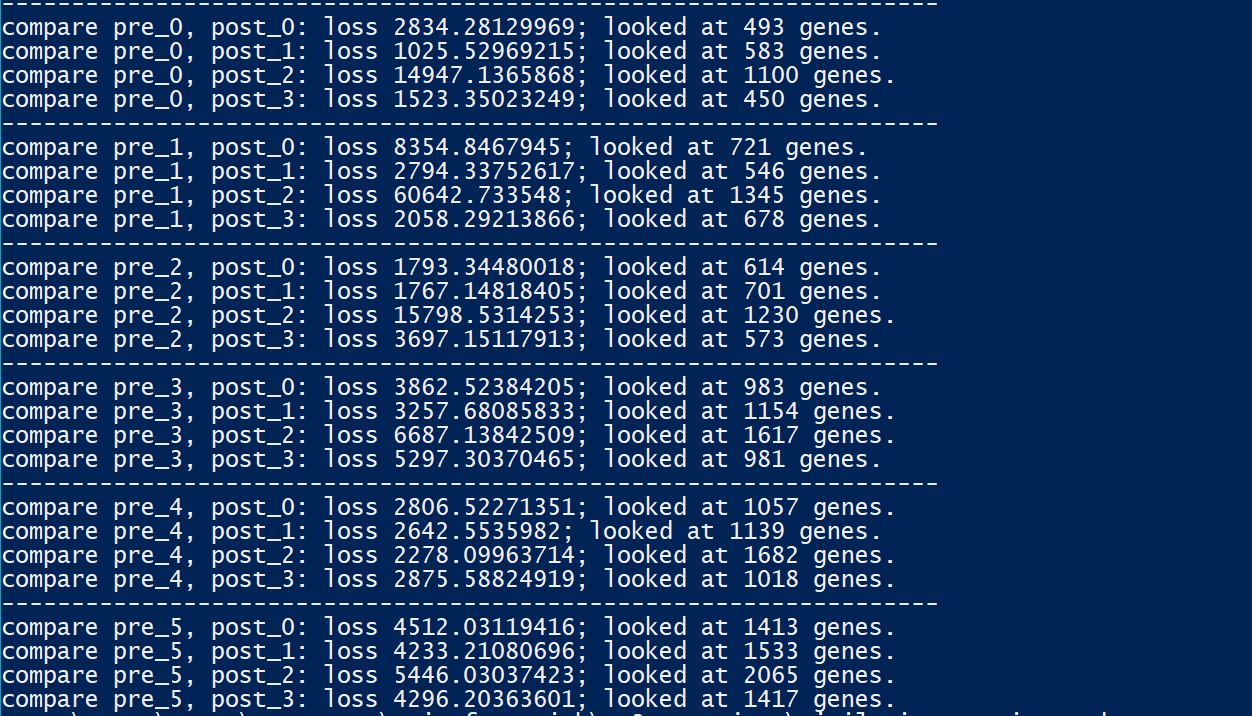 -------------------------------------------------------------------
compare pre_0, post_0: loss 2834.28129969; looked at 493 genes.
compare pre_0, post_1: loss 1025.52969215; looked at 583 genes.
compare pre_0, post_2: loss 14947.1365868; looked at 1100 genes.
compare pre_0, post_3: loss 1523.35023249; looked at 450 genes.
-------------------------------------------------------------------
compare pre_1, post_0: loss 8354.8467945; looked at 721 genes.
compare pre_1, post_1: loss 2794.33752617; looked at 546 genes.
compare pre_1, post_2: loss 60642.733548; looked at 1345 genes.
compare pre_1, post_3: loss 2058.29213866; looked at 678 genes.
-------------------------------------------------------------------
compare pre_2, post_0: loss 1793.34480018; looked at 614 genes.
compare pre_2, post_1: loss 1767.14818405; looked at 701 genes.
compare pre_2, post_2: loss 15798.5314253; looked at 1230 genes.
compare pre_2, post_3: loss 3697.15117913; looked at 573 genes.
-------------------------------------------------------------------
compare pre_3, post_0: loss 3862.52384205; looked at 983 genes.
compare pre_3, post_1: loss 3257.68085833; looked at 1154 genes.
compare pre_3, post_2: loss 6687.13842509; looked at 1617 genes.
compare pre_3, post_3: loss 5297.30370465; looked at 981 genes.
-------------------------------------------------------------------
compare pre_4, post_0: loss 2806.52271351; looked at 1057 genes.
compare pre_4, post_1: loss 2642.5535982; looked at 1139 genes.
compare pre_4, post_2: loss 2278.09963714; looked at 1682 genes.
compare pre_4, post_3: loss 2875.58824919; looked at 1018 genes.
-------------------------------------------------------------------
compare pre_5, post_0: loss 4512.03119416; looked at 1413 genes.
compare pre_5, post_1: loss 4233.21080696; looked at 1533 genes.
compare pre_5, post_2: loss 5446.03037423; looked at 2065 genes.
compare pre_5, post_3: loss 4296.20363601; looked at 1417 genes.